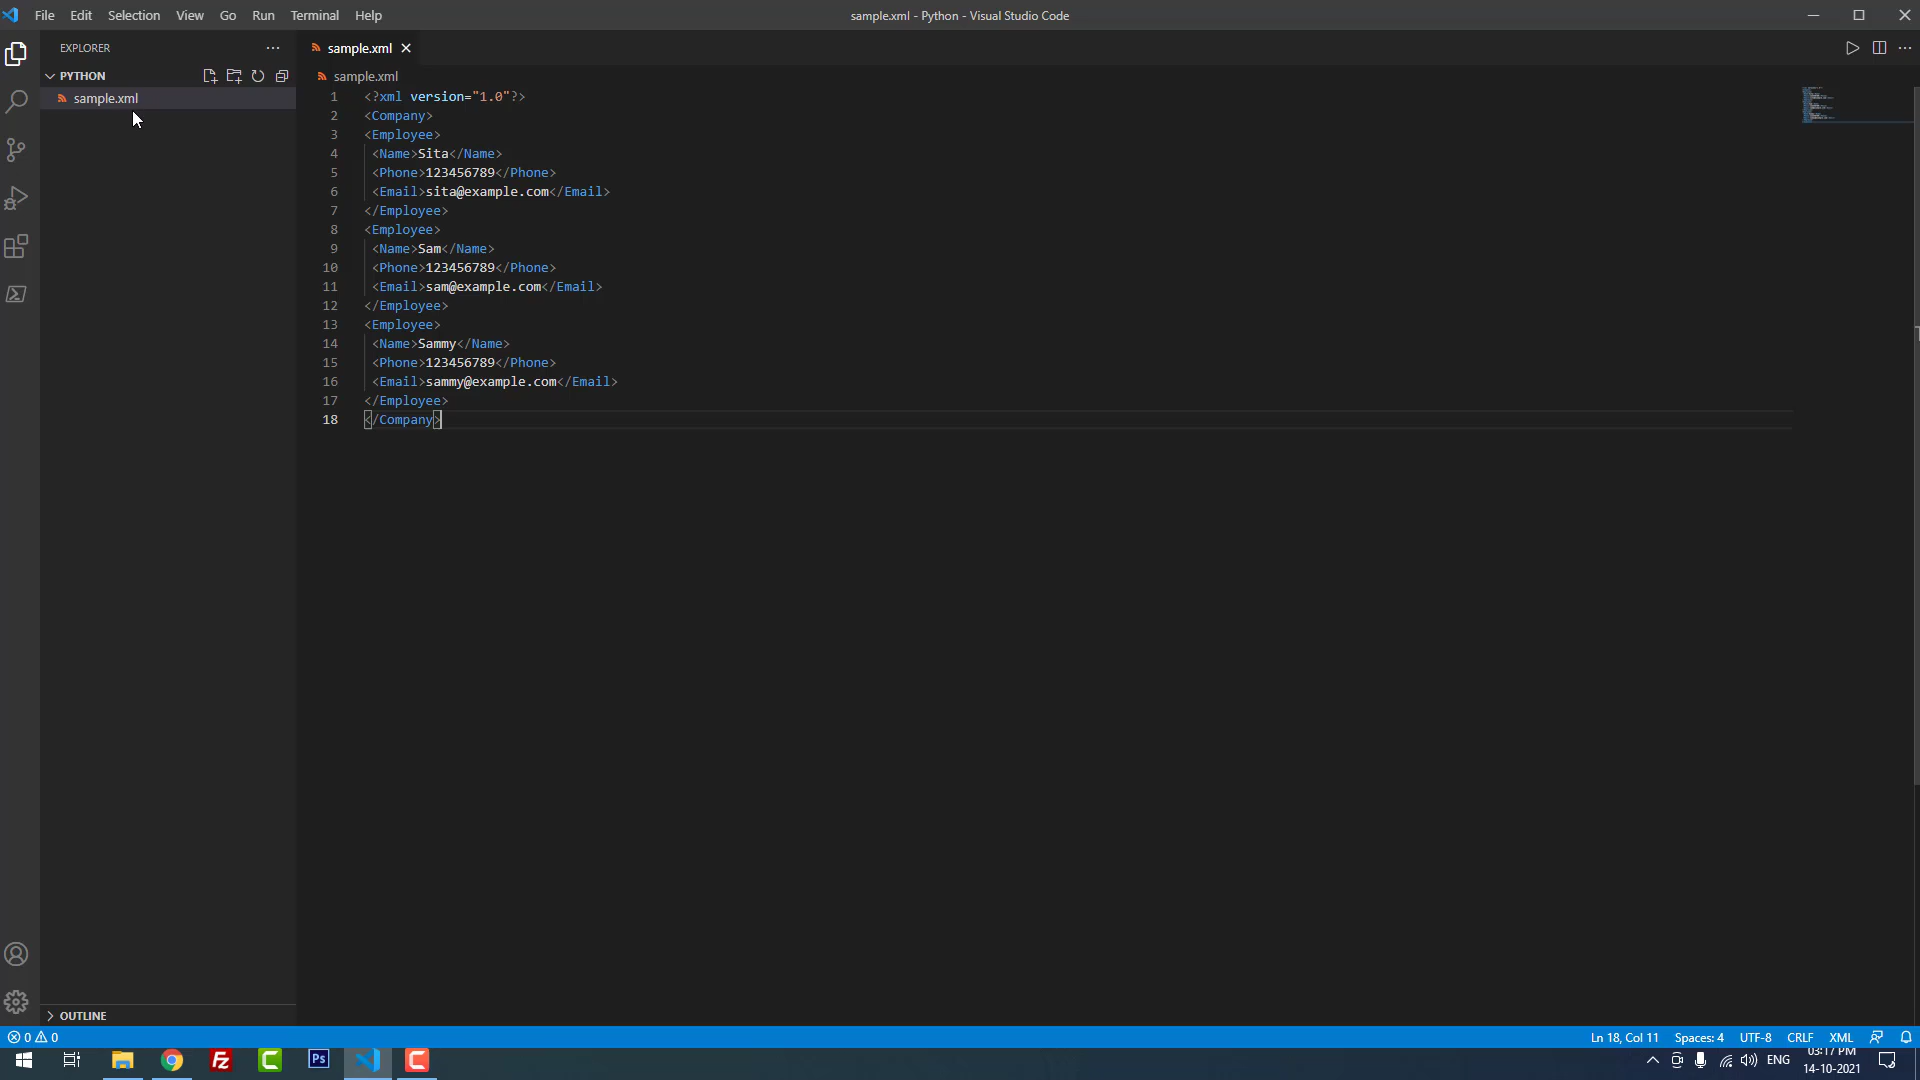 File Edit Selection View Go Run Terminal Help
sample.xml - Python - Visual Studio Code
EXPLORER
sample.xml
PYTHON
sample.xml
sample.xml
1 <?xml version="1.0"?>
2 <Company>
3 <Employee>
4 <Name>Sita</Name>
5 <Phone>123456789</Phone>
6 <Email>sita@example.com</Email>
7 </Employee>
8 <Employee>
9 <Name>Sam</Name>
10 <Phone>123456789</Phone>
11 <Email>sam@example.com</Email>
12 </Employee>
13 <Employee>
14 <Name>Sammy</Name>
15 <Phone>123456789</Phone>
16 <Email>sammy@example.com</Email>
17 </Employee>
18 </Company>
OUTLINE
0 0
Ln 18, Col 11 Spaces: 4 UTF-8 CRLF XML
Fz C Ps C
ENG
03:17 PM
14-10-2021